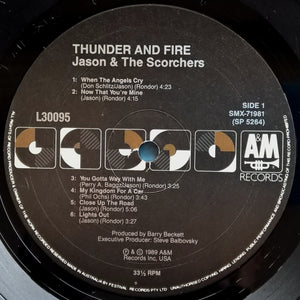 THUNDER AND FIRE
Jason & The Scorchers
1. When The Angels Cry
(Don Schlitz/Jason) (Rondor) 4:23
2. Now That You're Mine
(Jason) (Rondor) 4:15
SIDE 1
SMX-71981
(SP 5264)
L30095
A&M
RECORDS
3. You Gotta Way With Me
(Perry A. Baggz/Jason) (Rondor) 3:25
4. My Kingdom For A Car
(Phil Ochs) (Rondor) 3:43
5. Close Up The Road
(Jason) (Rondor) 5:06
6. Lights Out
(Jason) (Rondor) 3:27
Produced by Barry Beckett
Executive Producer: Steve Ralbovsky
℗ © 1989 A&M
Records Inc. USA
33⅓ RPM